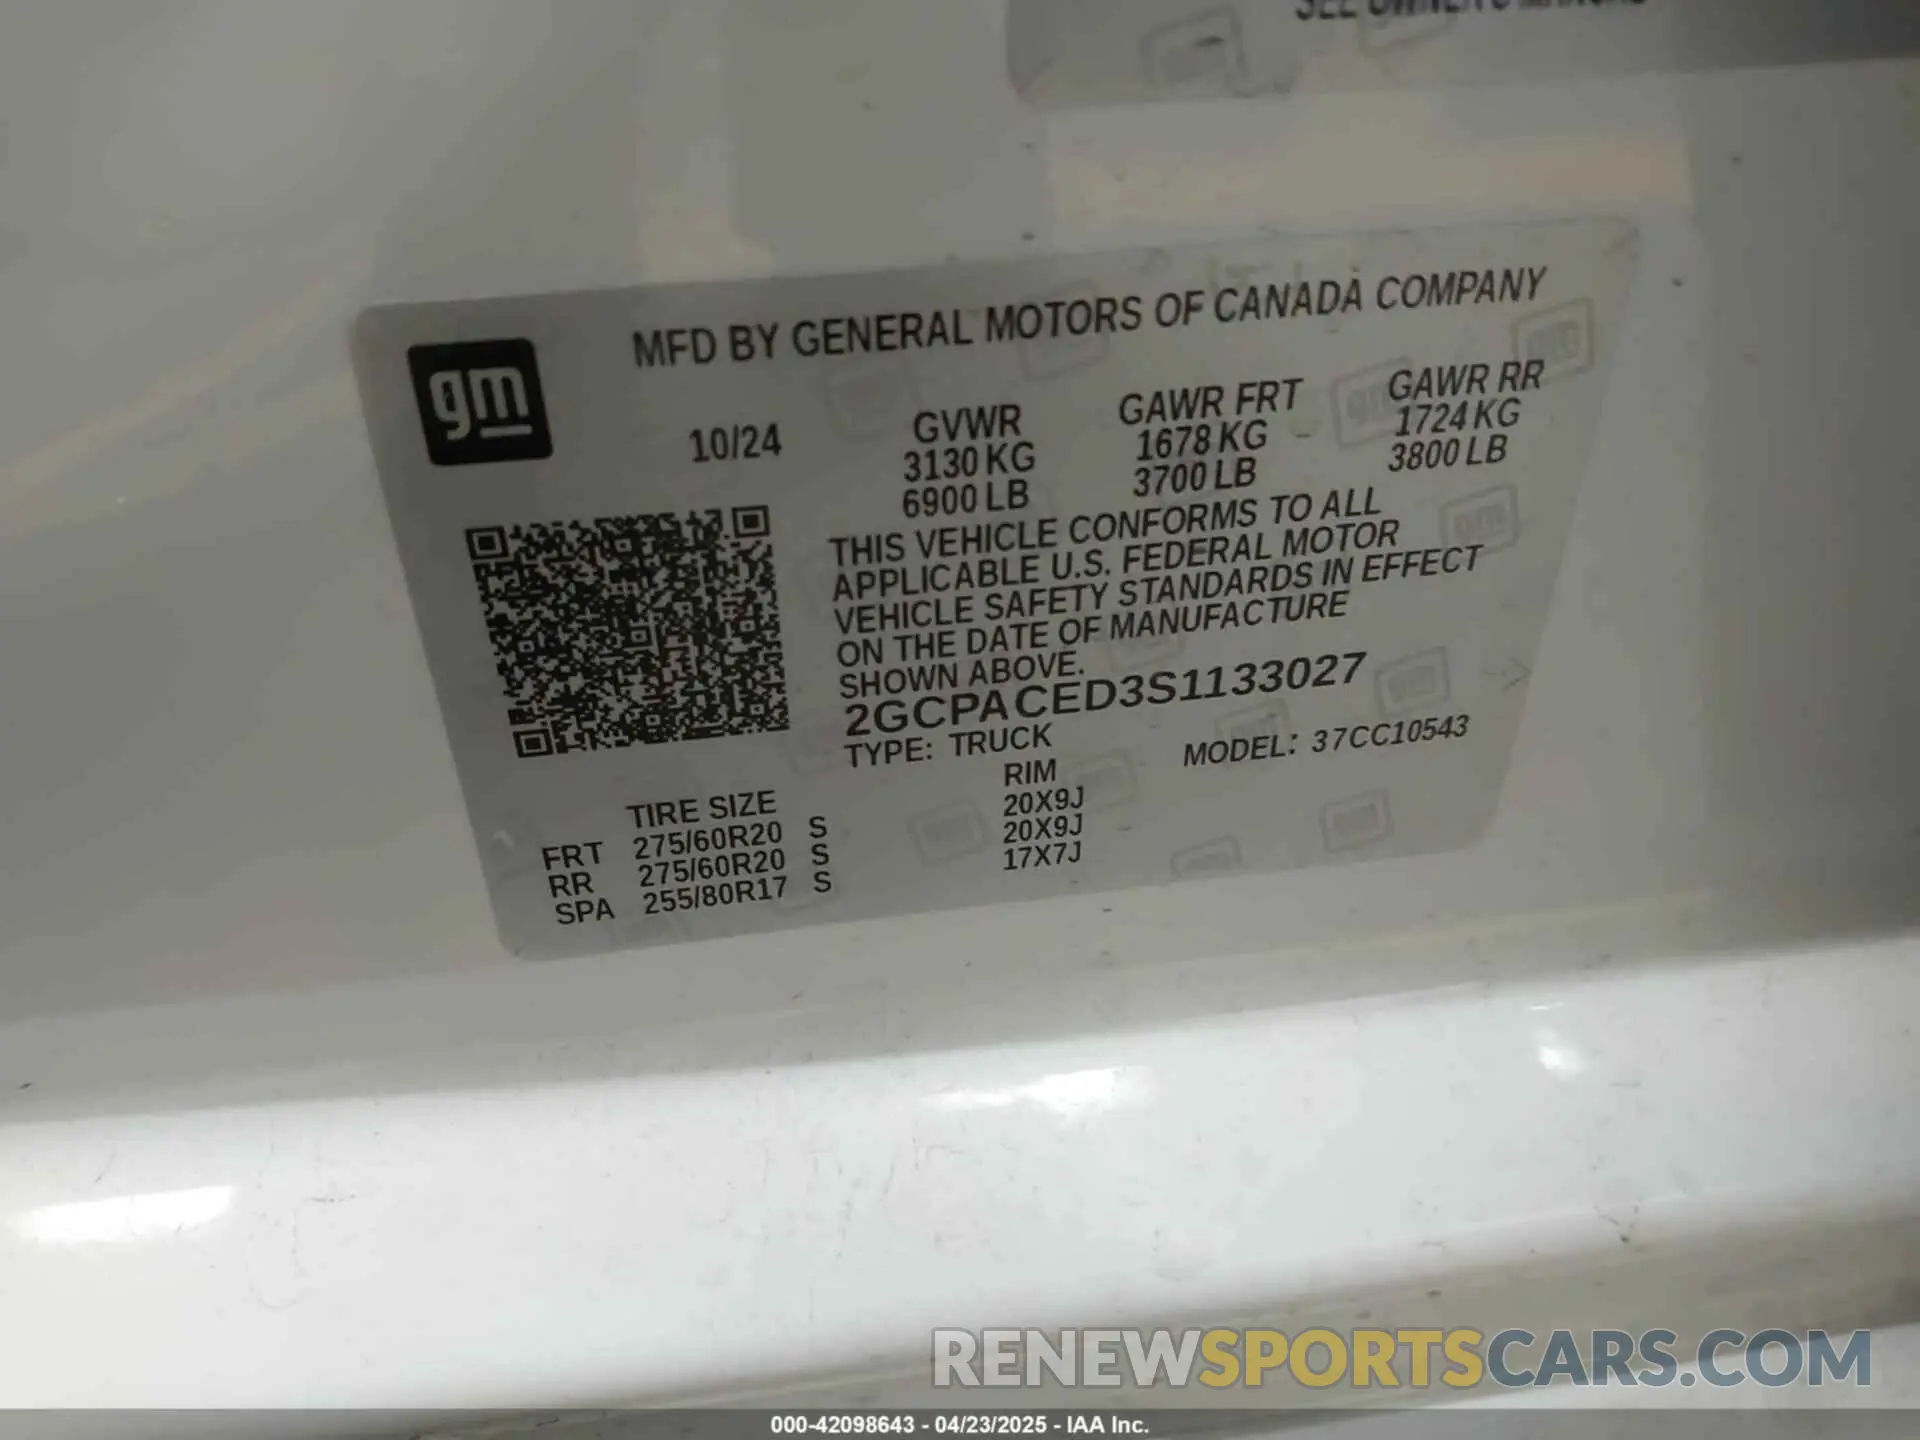 SEE OWNER'S MANUAL
gm
MFD BY GENERAL MOTORS OF CANADA COMPANY
10/24
GVWR GAWR FRT GAWR RR
3130 KG 1678 KG 1724 KG
6900 LB 3700 LB 3800 LB
THIS VEHICLE CONFORMS TO ALL
APPLICABLE U.S. FEDERAL MOTOR
VEHICLE SAFETY STANDARDS IN EFFECT
ON THE DATE OF MANUFACTURE
SHOWN ABOVE.
2GCPACED3S1133027
TYPE: TRUCK MODEL: 37CC10543
TIRE SIZE RIM
FRT 275/60R20 S 20X9J
RR 275/60R20 S 20X9J
SPA 255/80R17 S 17X7J
RENEWSPORTSCARS.COM
000-42098643 - 04/23/2025 - IAA Inc.